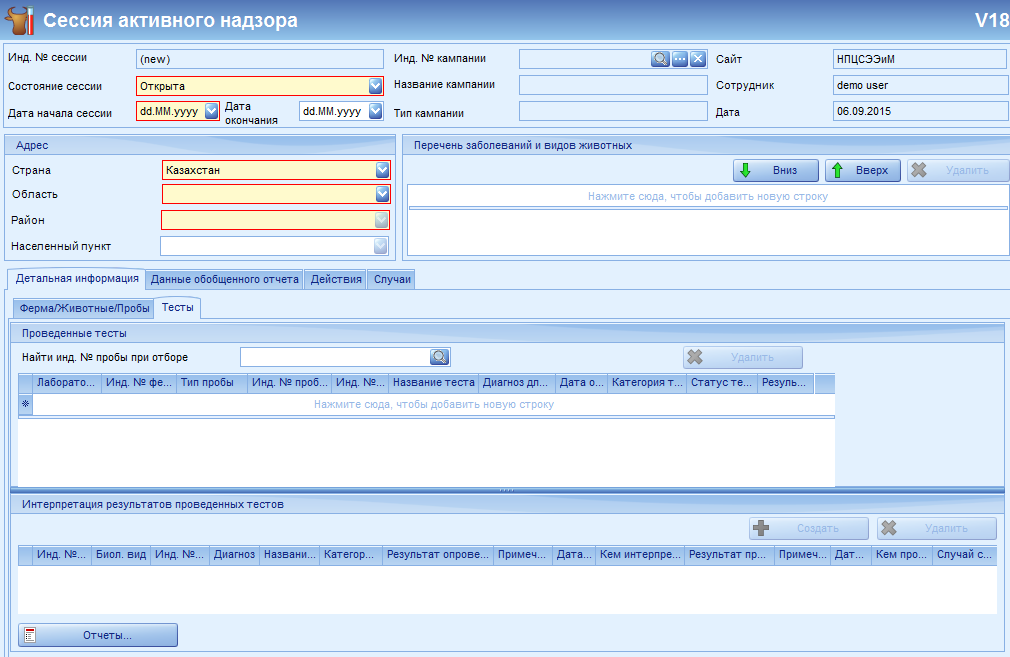 Сессия активного надзора
V18
Инд. № сессии (new) Инд. № кампании Сайт НПЦСЭЭиМ
Состояние сессии Открыта Название кампании Сотрудник demo user
Дата начала сессии dd.MM.yyyy Дата окончания dd.MM.yyyy Тип кампании Дата 06.09.2015
Адрес
Страна Казахстан
Область
Район
Населенный пункт
Перечень заболеваний и видов животных
Вниз Вверх Удалить
Нажмите сюда, чтобы добавить новую строку
Детальная информация Данные обобщенного отчета Действия Случаи
Ферма/Животные/Пробы Тесты
Проведенные тесты
Найти инд. № пробы при отборе Удалить
Лаборато... Инд. № фе... Тип пробы Инд. № проб... Инд. №... Название теста Диагноз дл... Дата о... Категория т... Статус те... Резуль...
Нажмите сюда, чтобы добавить новую строку
Интерпретация результатов проведенных тестов
Создать Удалить
Инд. №... Биол. вид Инд. №... Диагноз Названи... Категор... Результат опрове... Примеч... Дата... Кем интерпре... Результат пр... Примеч... Дат... Кем про... Случай с...
Отчеты...